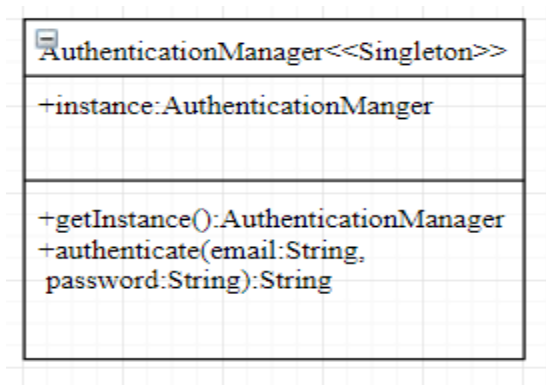 AuthenticationManager<<Singleton>>
+instance:AuthenticationManger
+getInstance():AuthenticationManager
+authenticate(email:String,
password:String):String